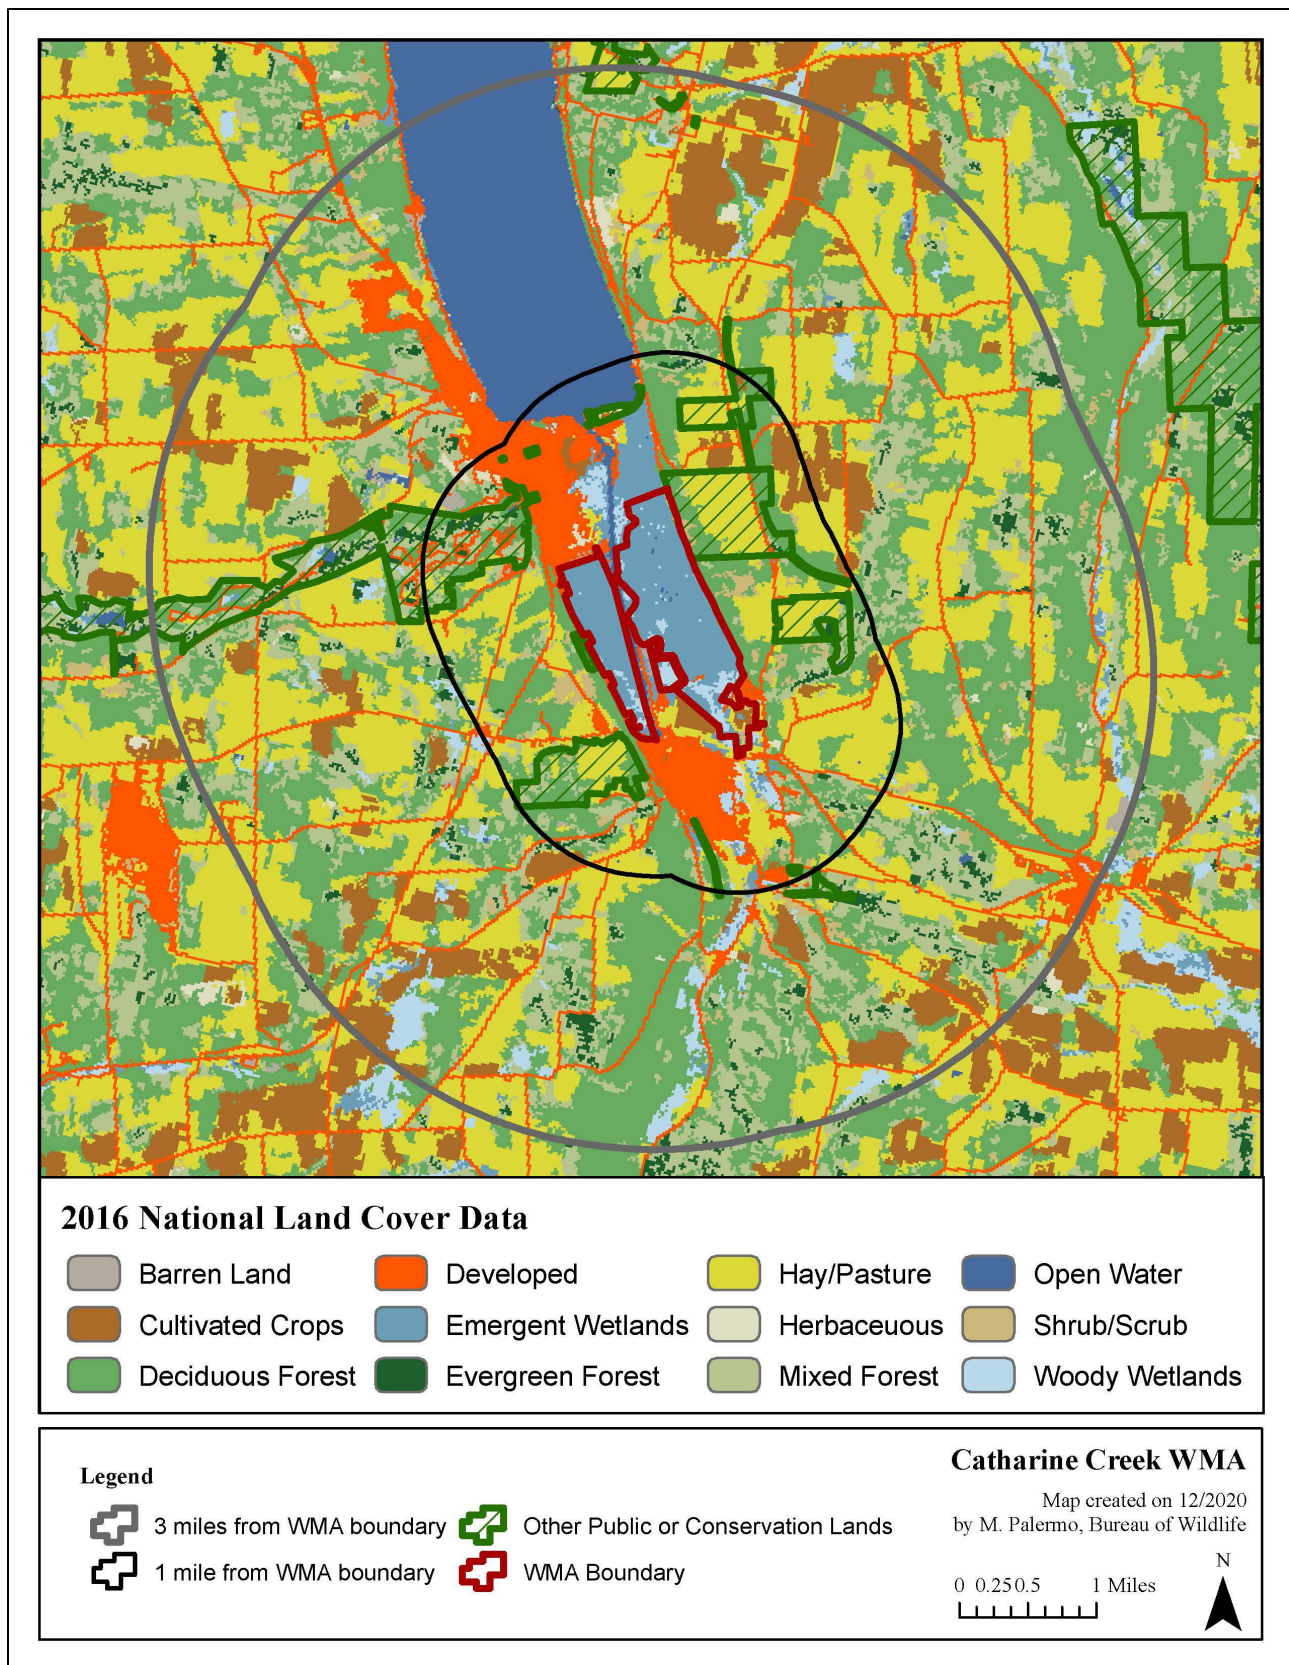 2016 National Land Cover Data
Barren Land
Developed
Hay/Pasture
Open Water
Cultivated Crops
Emergent Wetlands
Herbaceuous
Shrub/Scrub
Deciduous Forest
Evergreen Forest
Mixed Forest
Woody Wetlands
Legend
3 miles from WMA boundary
Other Public or Conservation Lands
1 mile from WMA boundary
WMA Boundary
Catharine Creek WMA
Map created on 12/2020
by M. Palermo, Bureau of Wildlife
N
0 0.25 0.5 1 Miles